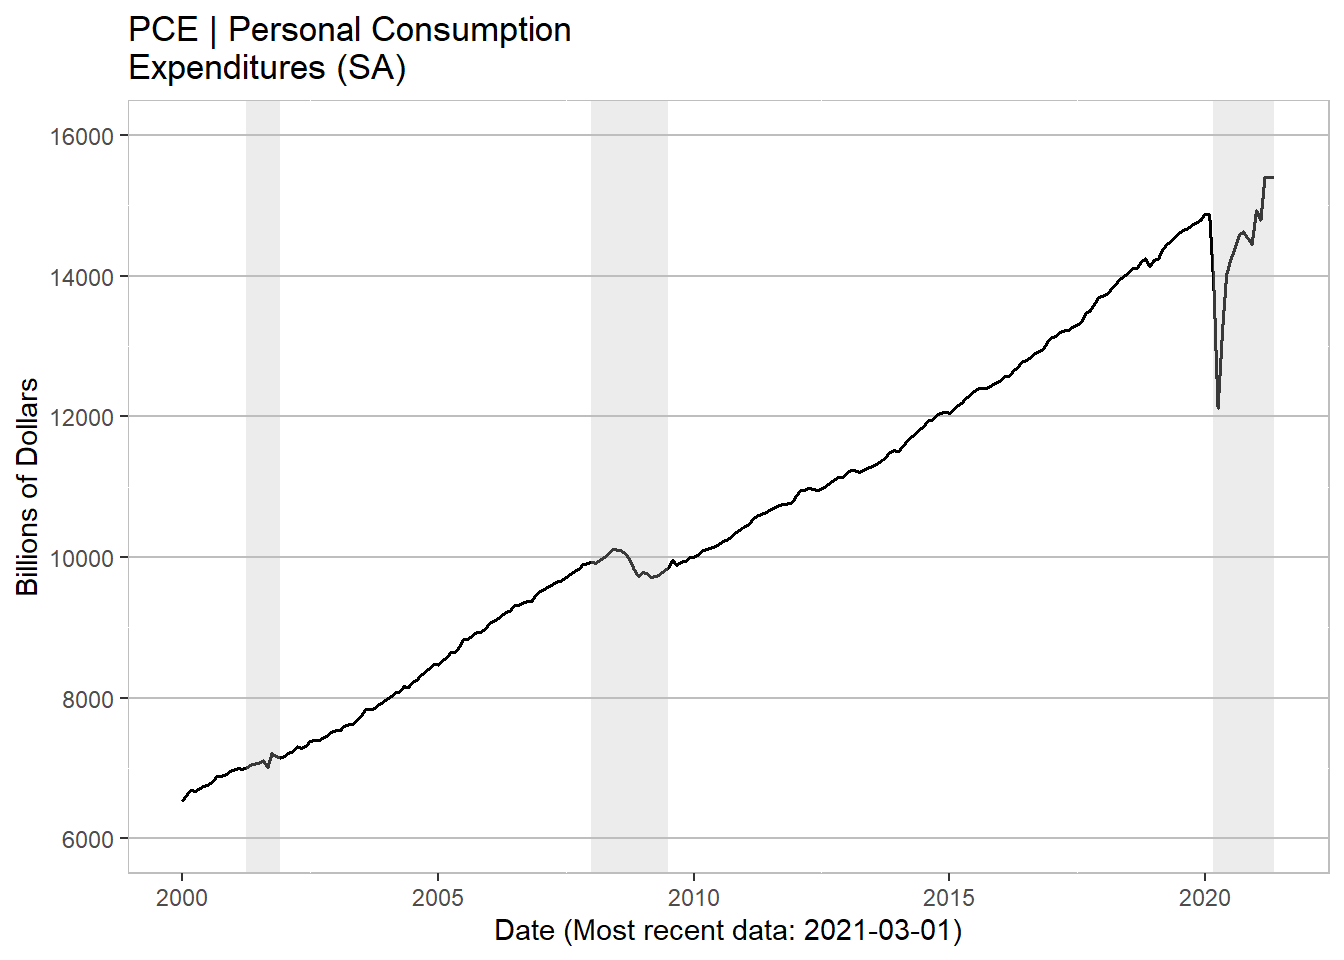 PCE | Personal Consumption
Expenditures (SA)
16000
14000
12000
10000
8000
6000
Billions of Dollars
2000 2005 2010 2015 2020
Date (Most recent data: 2021-03-01)